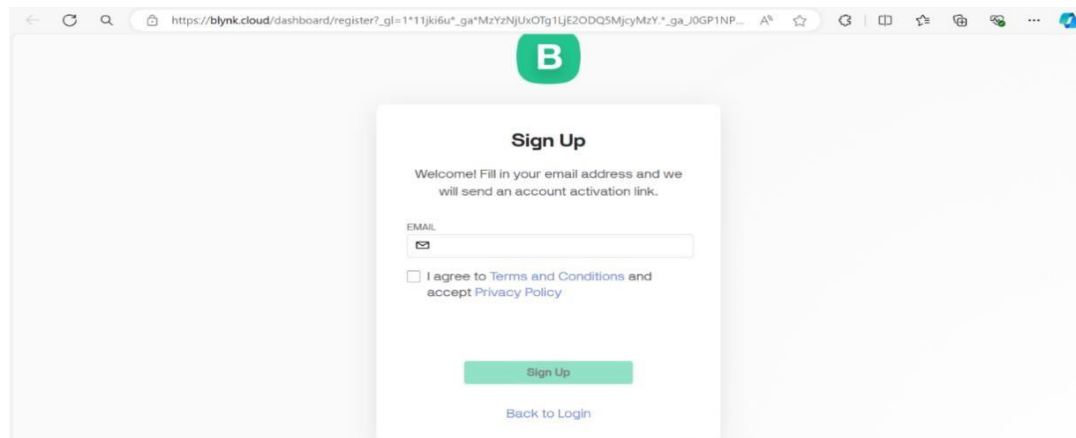 https://blynk.cloud/dashboard/register?_gl=1*11jki6u*_ga*MzYzNjUxOTg1LjE2ODQ5MjcyMzY.*_ga_J0GP1NP...
B
Sign Up
Welcome! Fill in your email address and we
will send an account activation link.
EMAIL
I agree to Terms and Conditions and
accept Privacy Policy
Sign Up
Back to Login